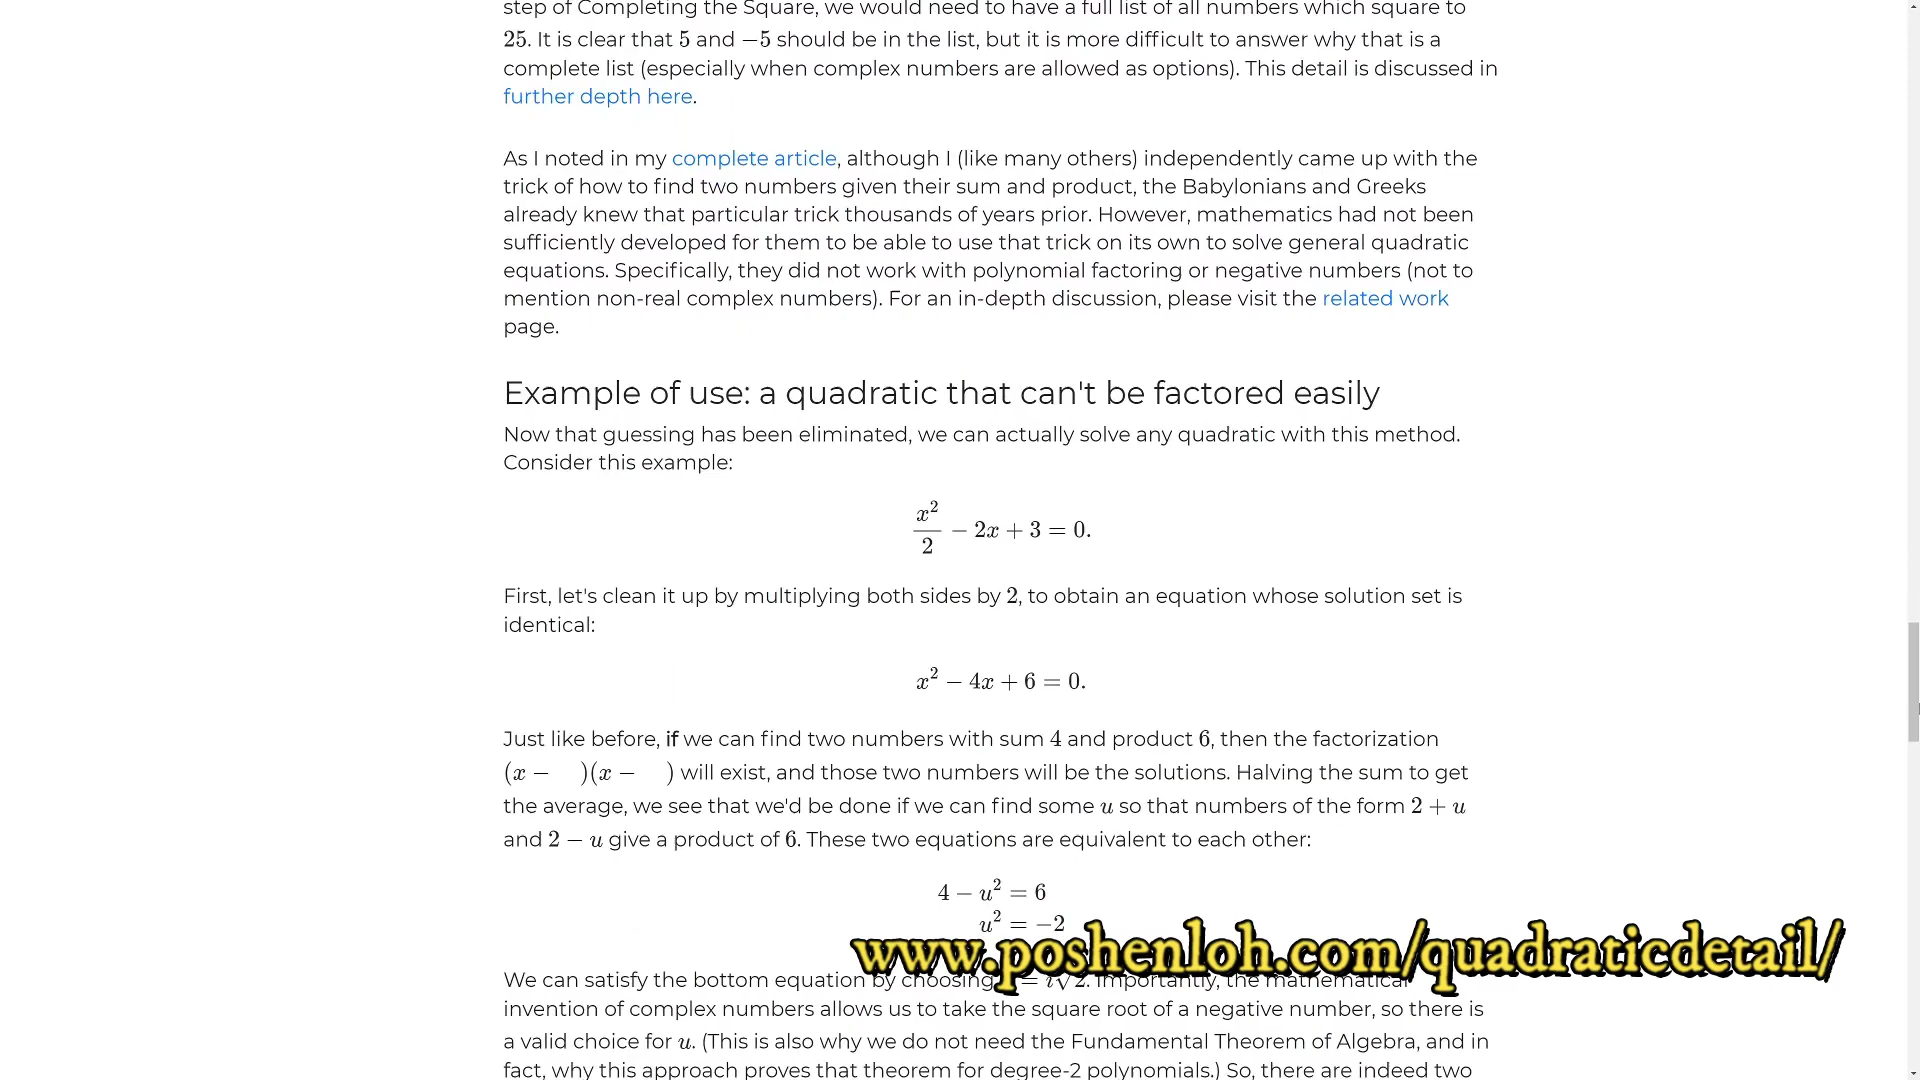 step of Completing the Square, we would need to have a full list of all numbers which square to
25. It is clear that 5 and −5 should be in the list, but it is more difficult to answer why that is a
complete list (especially when complex numbers are allowed as options). This detail is discussed in
further depth here.
As I noted in my complete article, although I (like many others) independently came up with the
trick of how to find two numbers given their sum and product, the Babylonians and Greeks
already knew that particular trick thousands of years prior. However, mathematics had not been
sufficiently developed for them to be able to use that trick on its own to solve general quadratic
equations. Specifically, they did not work with polynomial factoring or negative numbers (not to
mention non-real complex numbers). For an in-depth discussion, please visit the related work
page.
Example of use: a quadratic that can't be factored easily
Now that guessing has been eliminated, we can actually solve any quadratic with this method.
Consider this example:
x²/2 − 2x + 3 = 0.
First, let's clean it up by multiplying both sides by 2, to obtain an equation whose solution set is
identical:
x² − 4x + 6 = 0.
Just like before, if we can find two numbers with sum 4 and product 6, then the factorization
(x − )(x − ) will exist, and those two numbers will be the solutions. Halving the sum to get
the average, we see that we'd be done if we can find some u so that numbers of the form 2 + u
and 2 − u give a product of 6. These two equations are equivalent to each other:
4 − u² = 6
u² = −2
www.poshenloh.com/quadraticdetail/
We can satisfy the bottom equation by choosing = i√2. Importantly, the mathematical
invention of complex numbers allows us to take the square root of a negative number, so there is
a valid choice for u. (This is also why we do not need the Fundamental Theorem of Algebra, and in
fact, why this approach proves that theorem for degree-2 polynomials.) So, there are indeed two